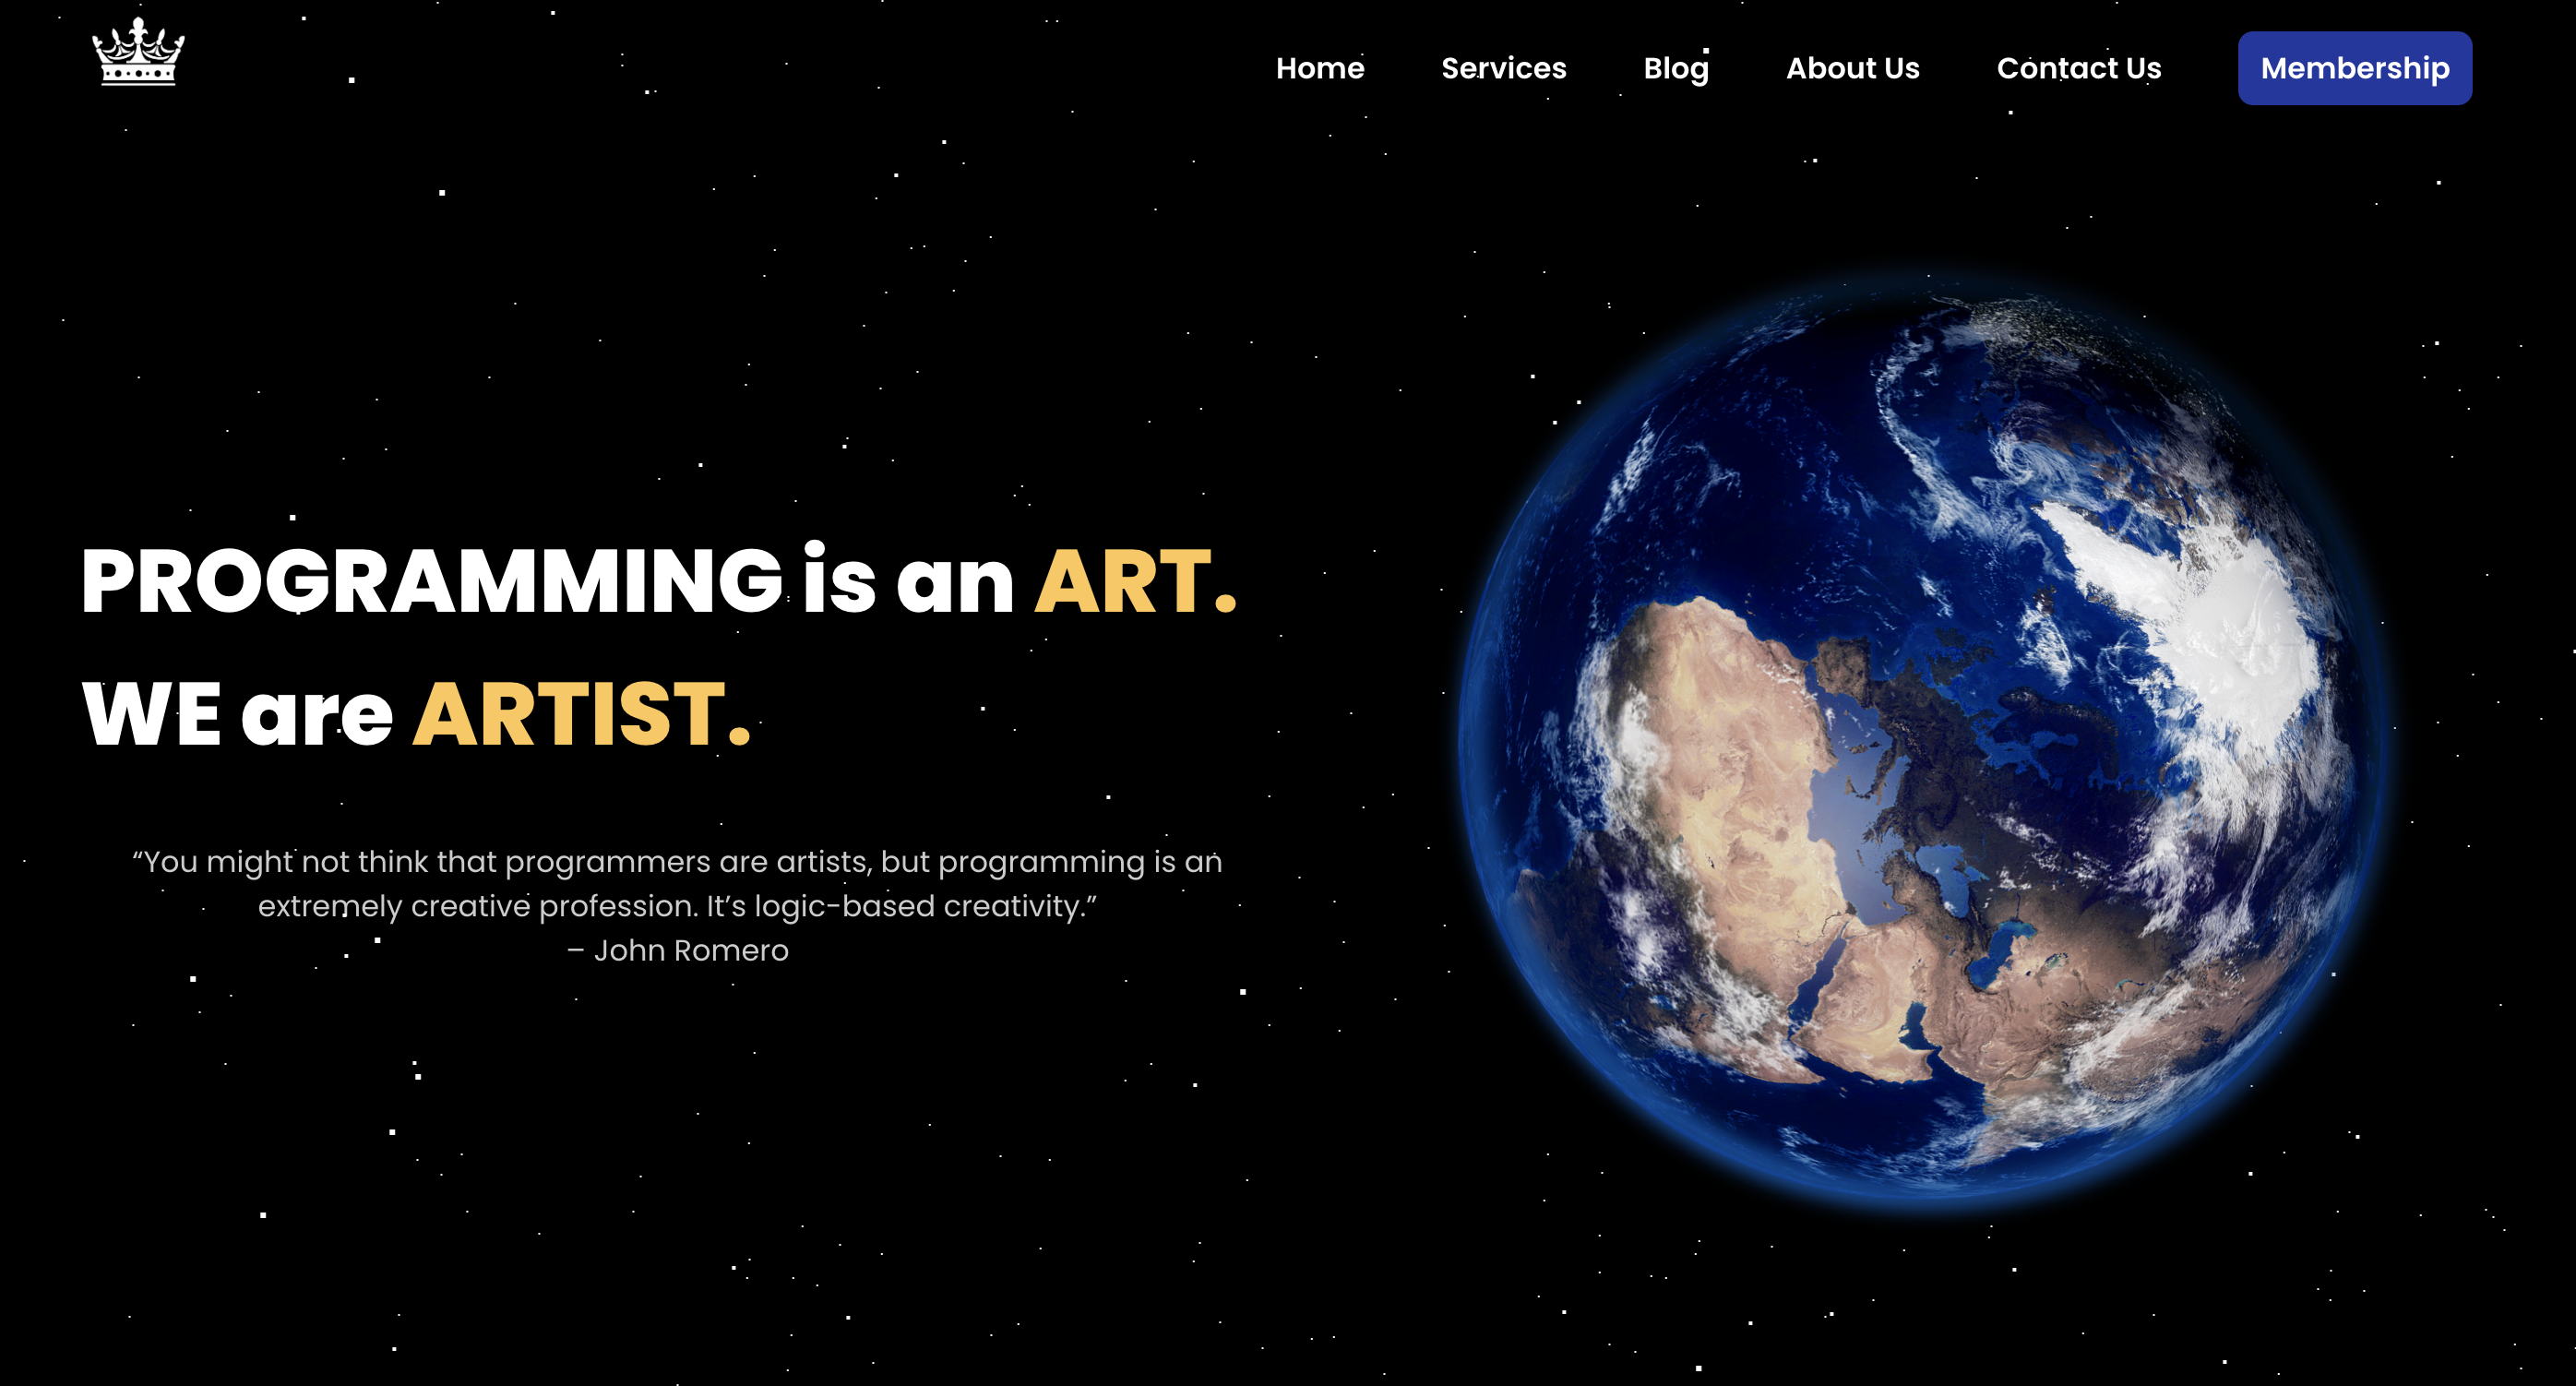 Home Services Blog About Us Contact Us Membership
PROGRAMMING is an ART.
WE are ARTIST.
“You might not think that programmers are artists, but programming is an
extremely creative profession. It’s logic-based creativity.”
– John Romero